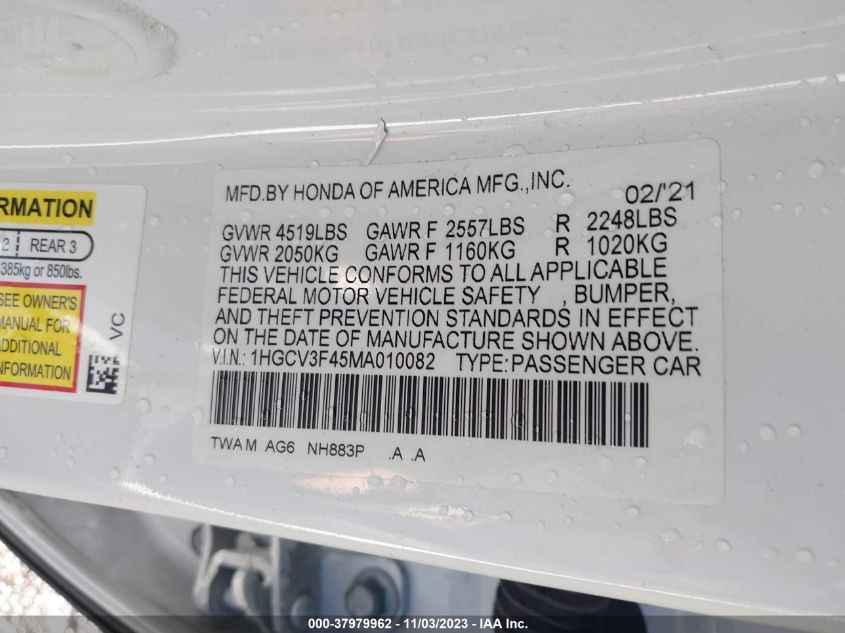 RMATION
2 REAR 3
385kg or 850lbs.
SEE OWNER'S
MANUAL FOR
ADDITIONAL
INFORMATION
VC
MFD.BY HONDA OF AMERICA MFG.,INC. 02/'21
GVWR 4519LBS GAWR F 2557LBS R 2248LBS
GVWR 2050KG GAWR F 1160KG R 1020KG
THIS VEHICLE CONFORMS TO ALL APPLICABLE
FEDERAL MOTOR VEHICLE SAFETY , BUMPER,
AND THEFT PREVENTION STANDARDS IN EFFECT
ON THE DATE OF MANUFACTURE SHOWN ABOVE.
V.I.N.: 1HGCV3F45MA010082 TYPE:PASSENGER CAR
TWA M AG6 NH883P .A .A
000-37979962 - 11/03/2023 - Copyright © IAA, Inc.